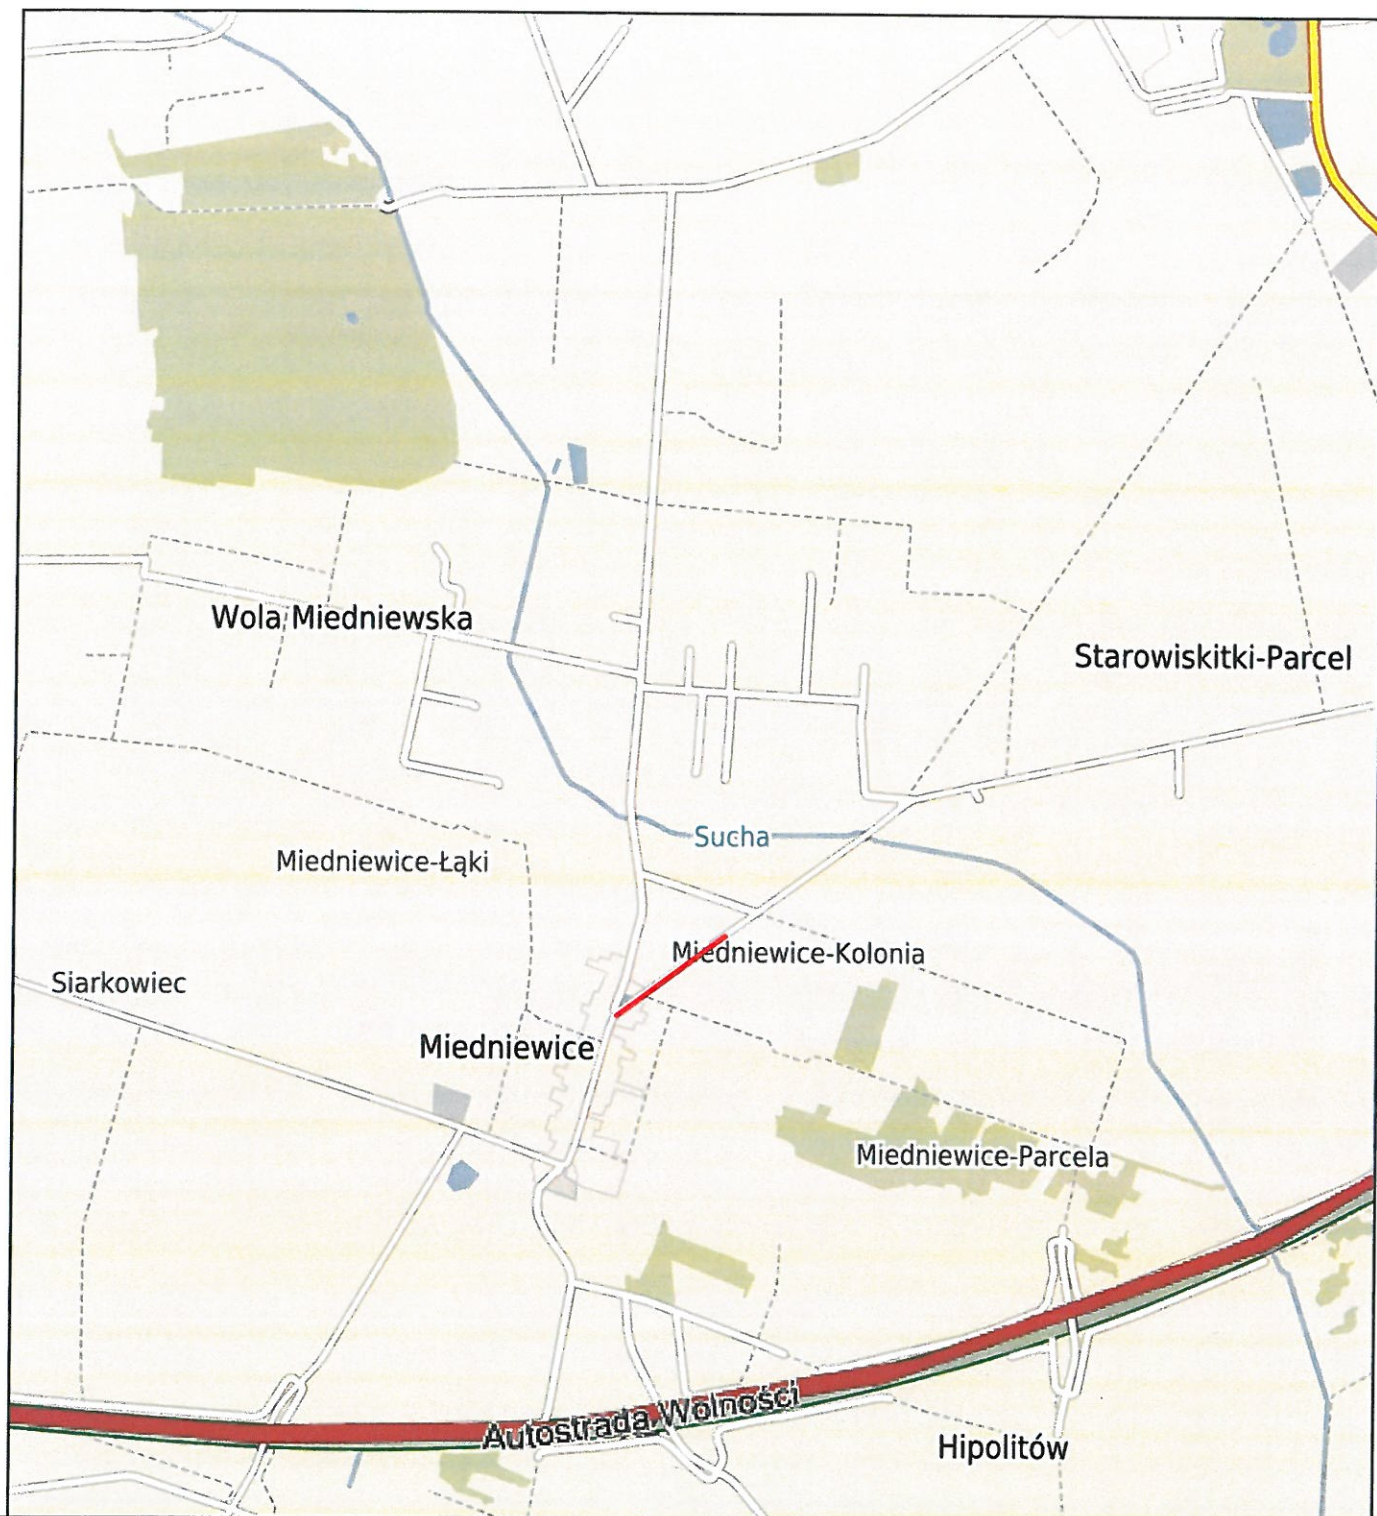 Wola Miedniewska
Starowiskitki-Parcel
Sucha
Miedniewice-Łąki
Miedniewice-Kolonia
Siarkowiec
Miedniewice
Miedniewice-Parcela
Autostrada Wolności
Hipolitów